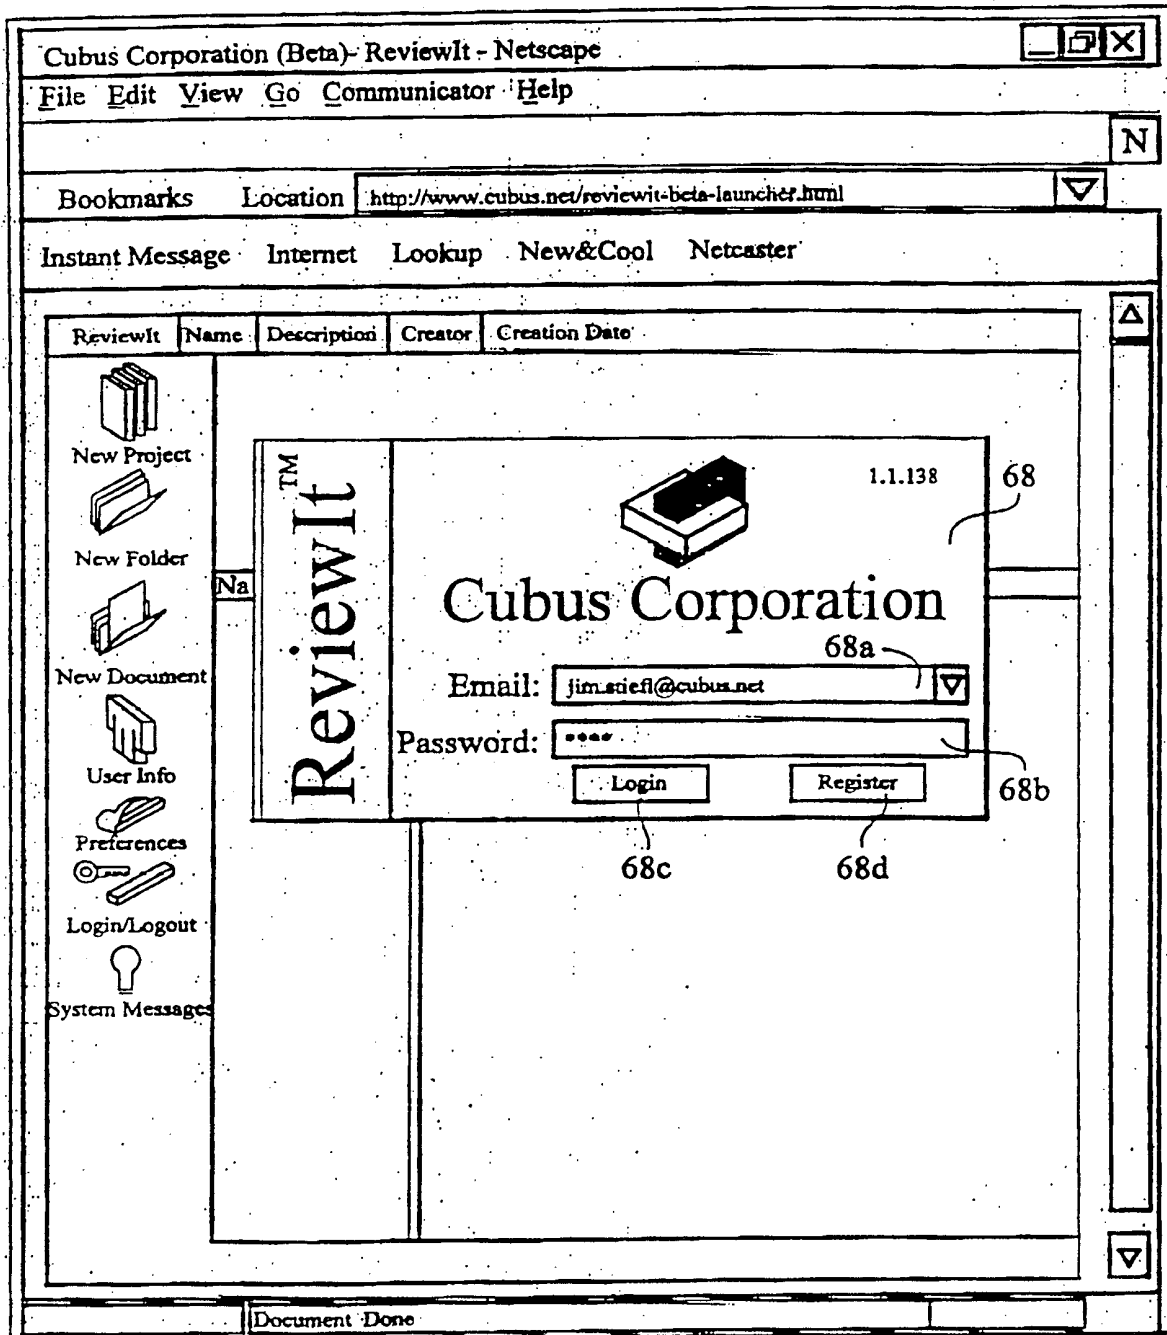 Cubus Corporation (Beta)- ReviewIt - Netscape
File Edit View Go Communicator Help
N
Bookmarks Location http://www.cubus.net/reviewit-beta-launcher.html
Instant Message Internet Lookup New&Cool Netcaster
ReviewIt Name Description Creator Creation Date
New Project
New Folder
New Document
User Info
Preferences
Login/Logout
System Messages
Na
ReviewIt™
1.1.138
68
Cubus Corporation
68a
Email: jim.stiefl@cubus.net
Password: ****
68b
Login Register
68c 68d
Document Done